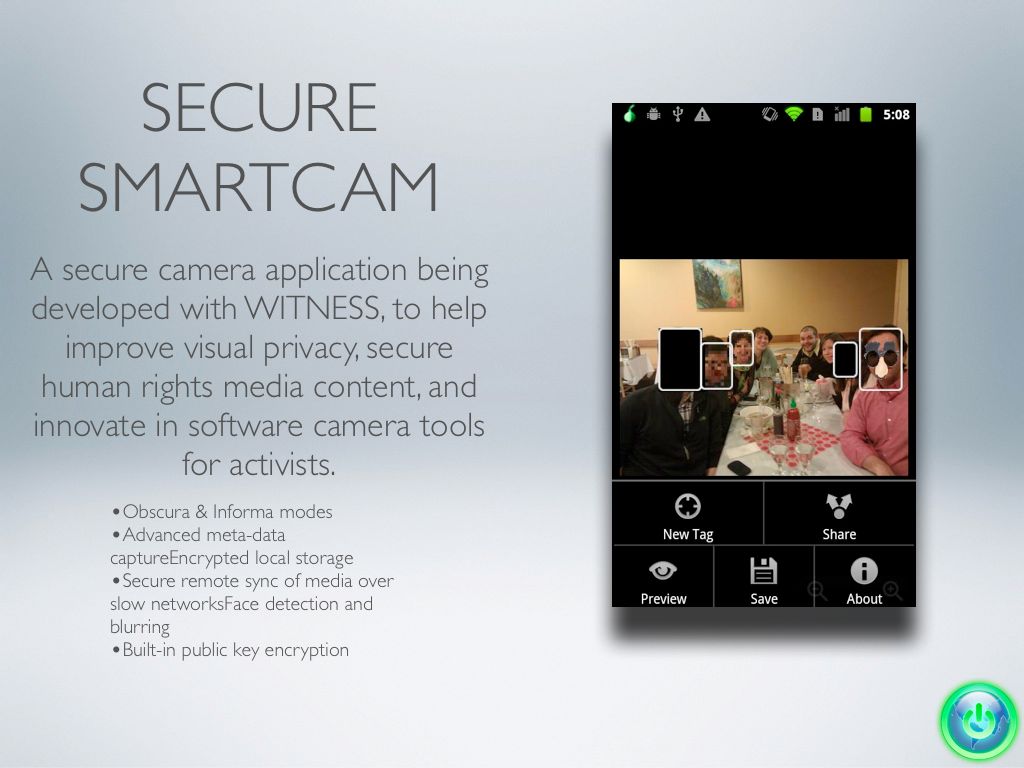 SECURE
SMARTCAM
A secure camera application being
developed with WITNESS, to help
improve visual privacy, secure
human rights media content, and
innovate in software camera tools
for activists.
•Obscura & Informa modes
•Advanced meta-data
captureEncrypted local storage
•Secure remote sync of media over
slow networksFace detection and
blurring
•Built-in public key encryption
5:08
New Tag
Share
Preview
Save
About